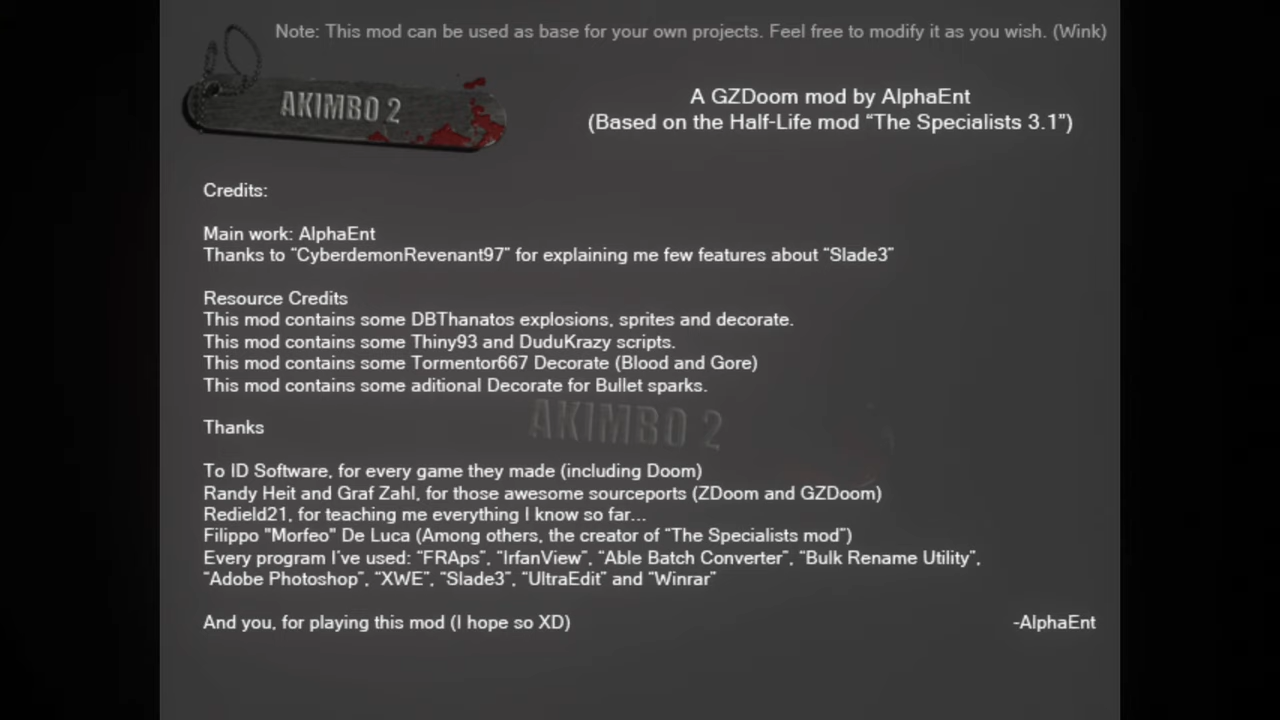 Note: This mod can be used as base for your own projects. Feel free to modify it as you wish. (Wink)
AKIMBO 2
A GZDoom mod by AlphaEnt
(Based on the Half-Life mod “The Specialists 3.1”)
Credits:
Main work: AlphaEnt
Thanks to “CyberdemonRevenant97” for explaining me few features about “Slade3”
Resource Credits
This mod contains some DBThanatos explosions, sprites and decorate.
This mod contains some Thiny93 and DuduKrazy scripts.
This mod contains some Tormentor667 Decorate (Blood and Gore)
This mod contains some aditional Decorate for Bullet sparks.
AKIMBO 2
Thanks
To ID Software, for every game they made (including Doom)
Randy Heit and Graf Zahl, for those awesome sourceports (ZDoom and GZDoom)
Redield21, for teaching me everything I know so far...
Filippo "Morfeo" De Luca (Among others, the creator of “The Specialists mod”)
Every program I’ve used: “FRAps”, “IrfanView”, “Able Batch Converter”, “Bulk Rename Utility”,
“Adobe Photoshop”, “XWE”, “Slade3”, “UltraEdit” and “Winrar”
And you, for playing this mod (I hope so XD)
-AlphaEnt